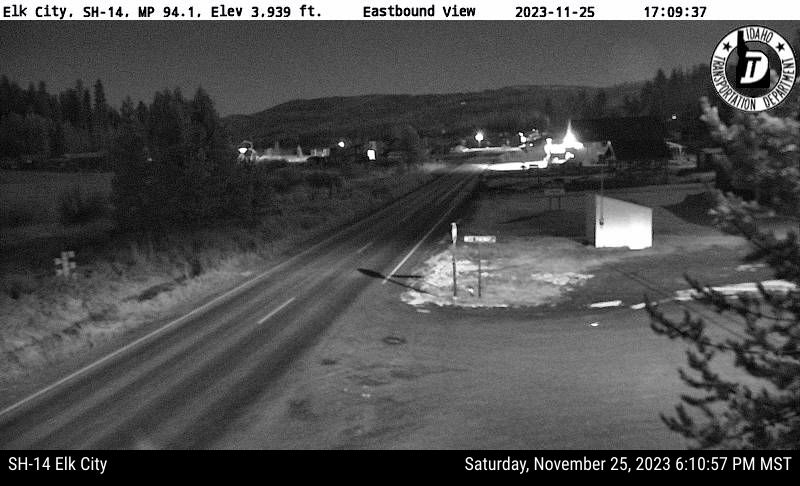 Elk City, SH-14, MP 94.1, Elev 3,939 ft. Eastbound View 2023-11-25 17:09:37
IDAHO
TRANSPORTATION DEPARTMENT
SH-14 Elk City Saturday, November 25, 2023 6:10:57 PM MST